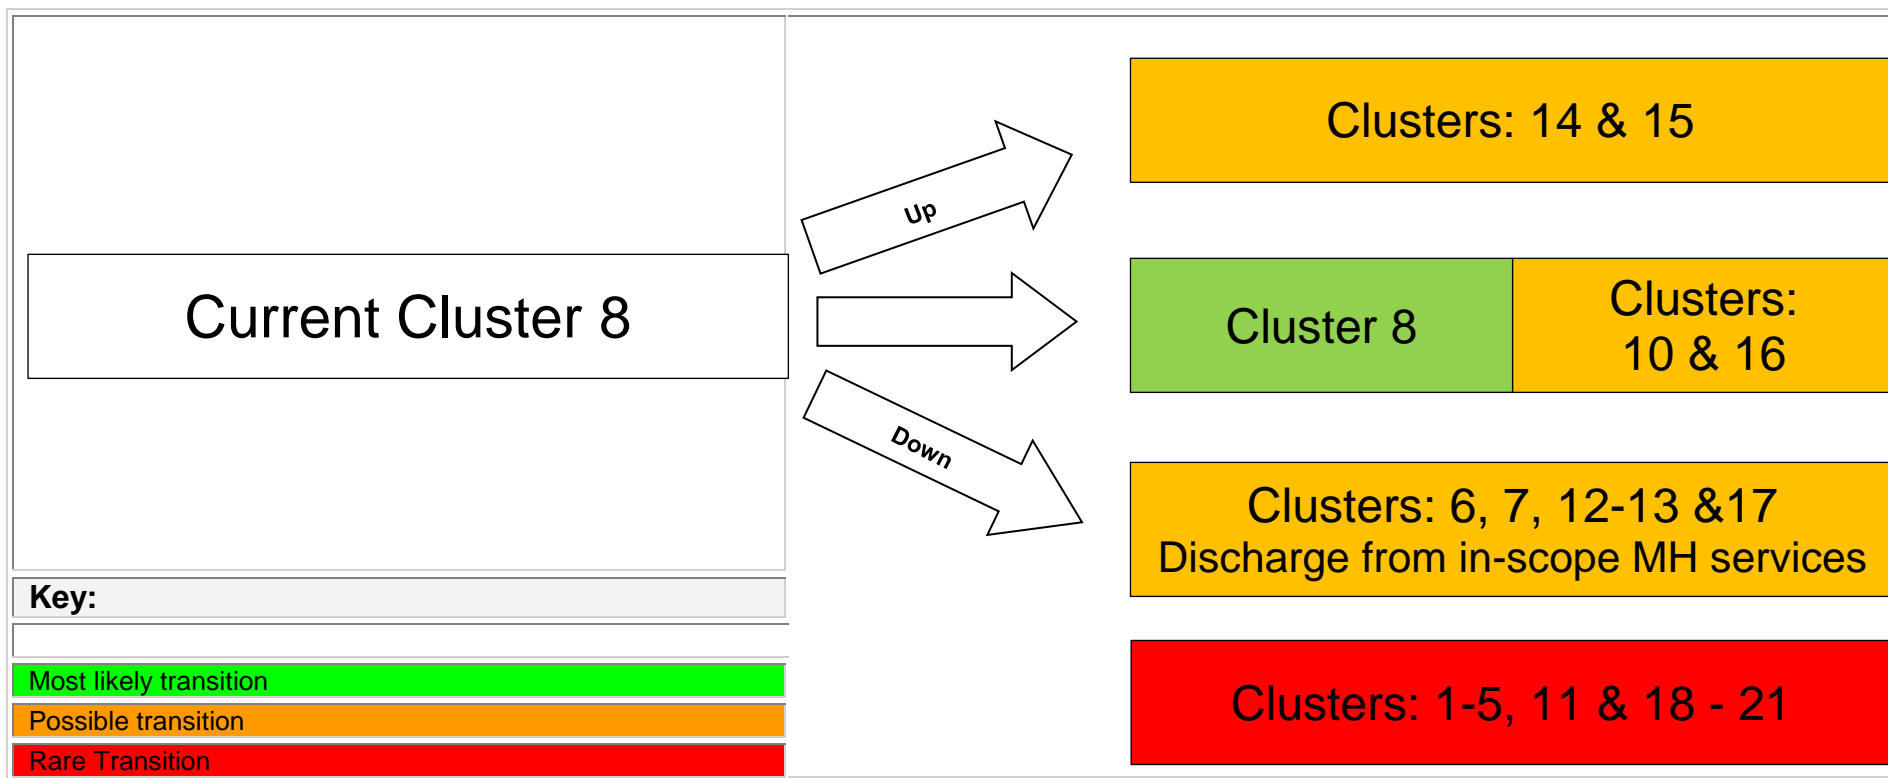 Current Cluster 8
Up
Down
Clusters: 14 & 15
Cluster 8
Clusters:
10 & 16
Clusters: 6, 7, 12-13 &17
Discharge from in-scope MH services
Clusters: 1-5, 11 & 18 - 21
Key:
Most likely transition
Possible transition
Rare Transition